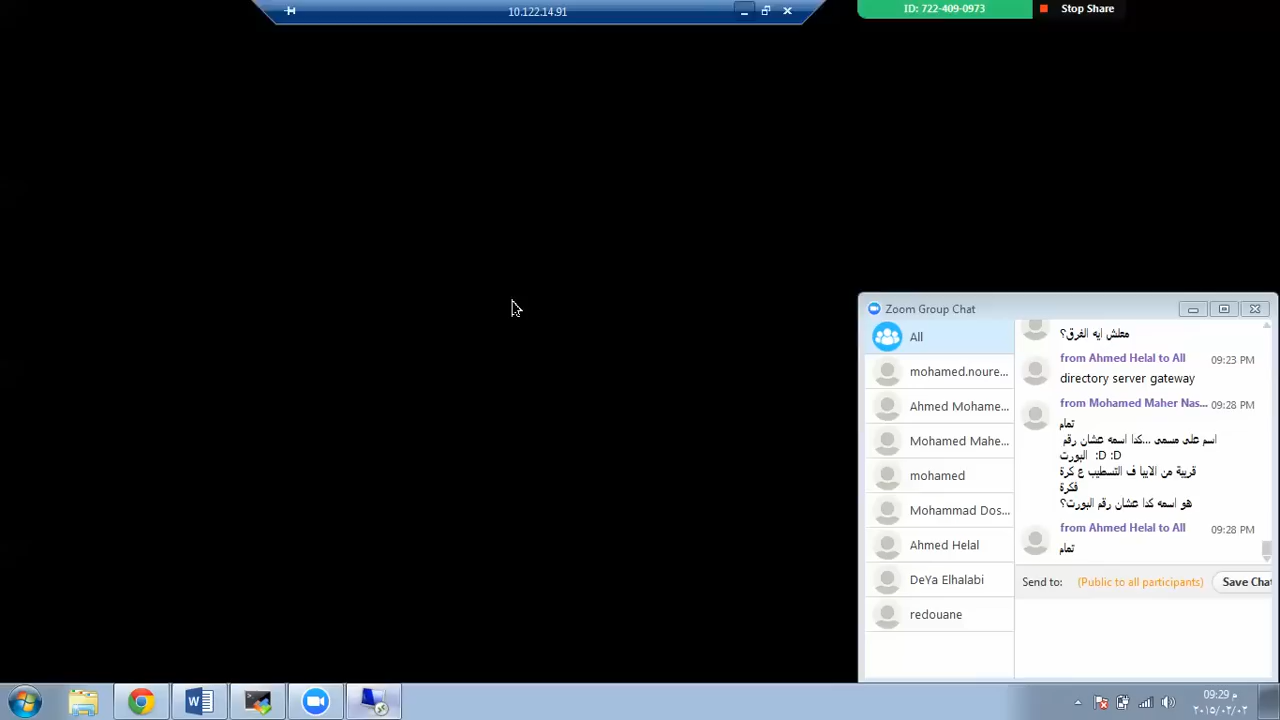 10.122.14.91
ID: 722-409-0973
Stop Share
Zoom Group Chat
All
mohamed.noure...
Ahmed Mohame...
Mohamed Mahe...
mohamed
Mohammad Dos...
Ahmed Helal
DeYa Elhalabi
redouane
معلش ايه الفرق؟
from Ahmed Helal to All 09:23 PM
directory server gateway
from Mohamed Maher Nas... 09:28 PM
تمام
اسم على مسمى ...كدا اسمه عشان رقم
البورت :D :D
قريبة من الايبا ف التسطيب ع كرة
فكرة
هو اسمه كدا عشان رقم البورت؟
from Ahmed Helal to All 09:28 PM
تمام
Send to: (Public to all participants) Save Chat
09:29 م
٢٠١٥/٠٢/٠٢